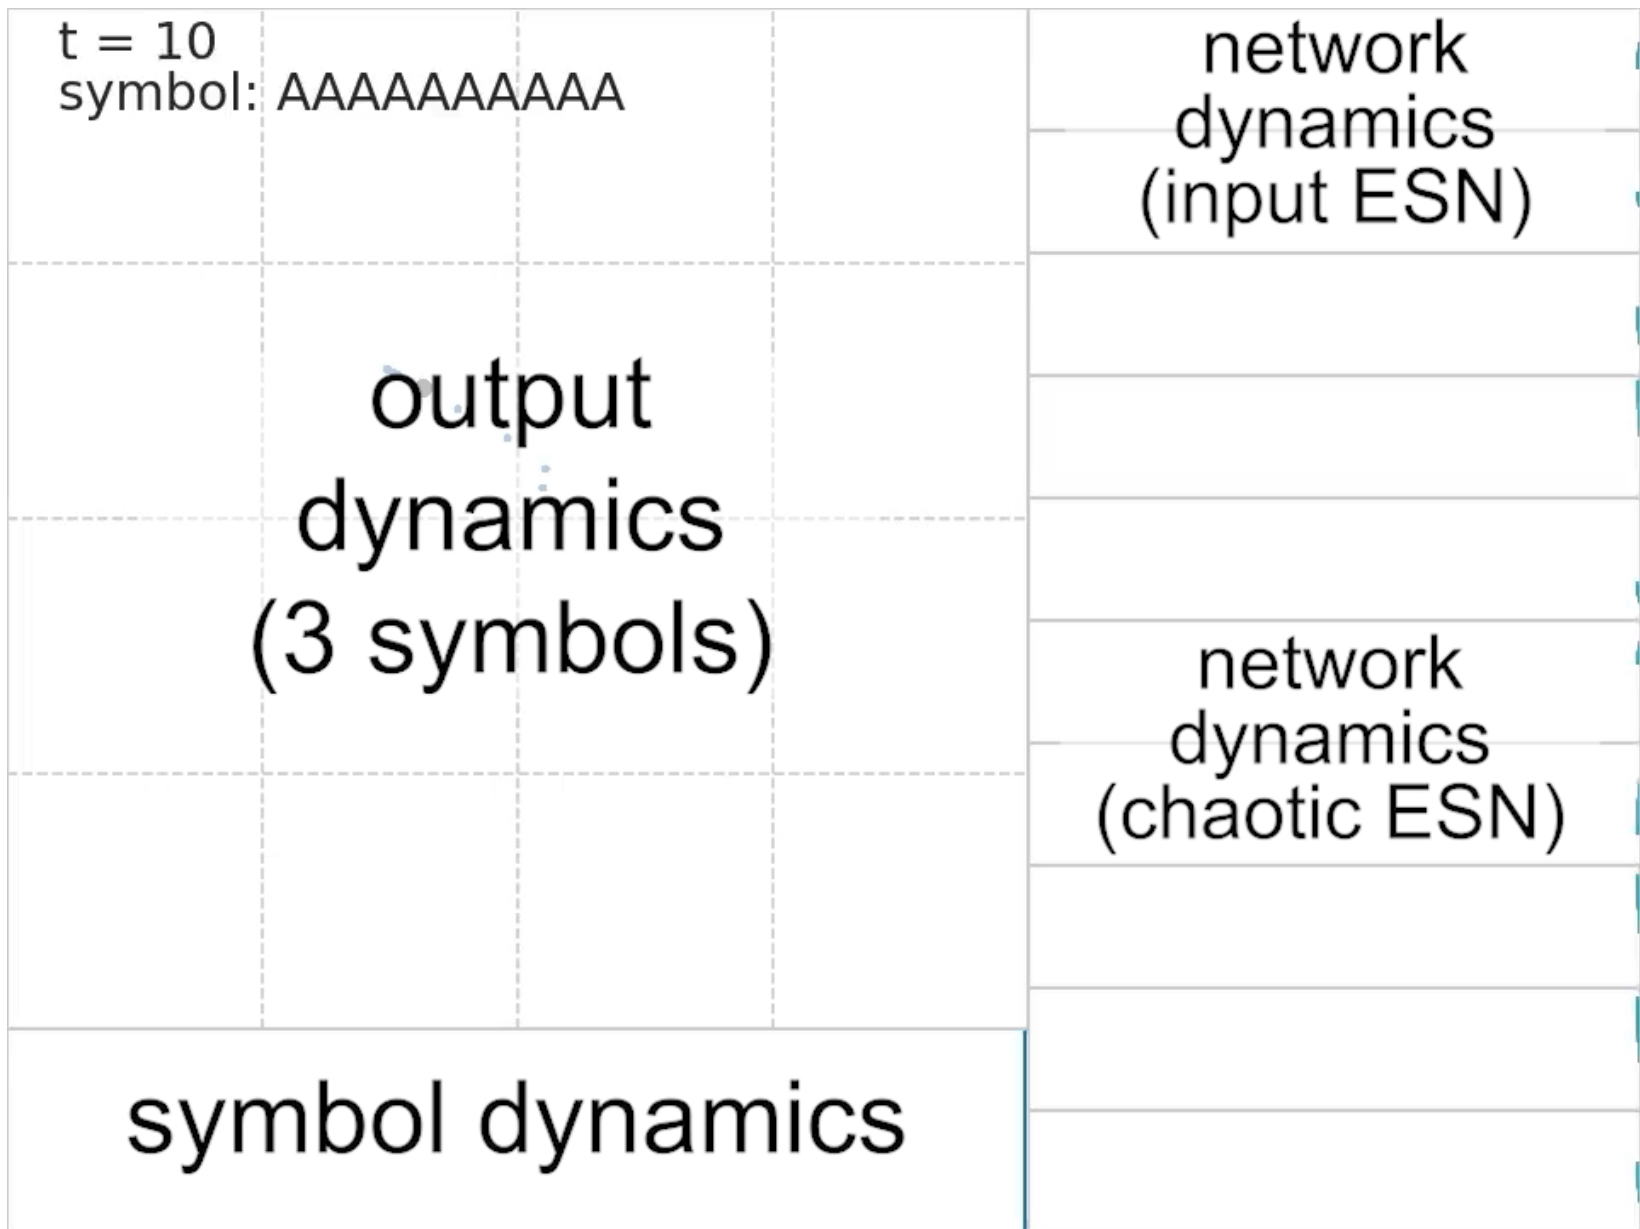 t = 10
symbol: AAAAAAAAAA
output
dynamics
(3 symbols)
symbol dynamics
network
dynamics
(input ESN)
network
dynamics
(chaotic ESN)